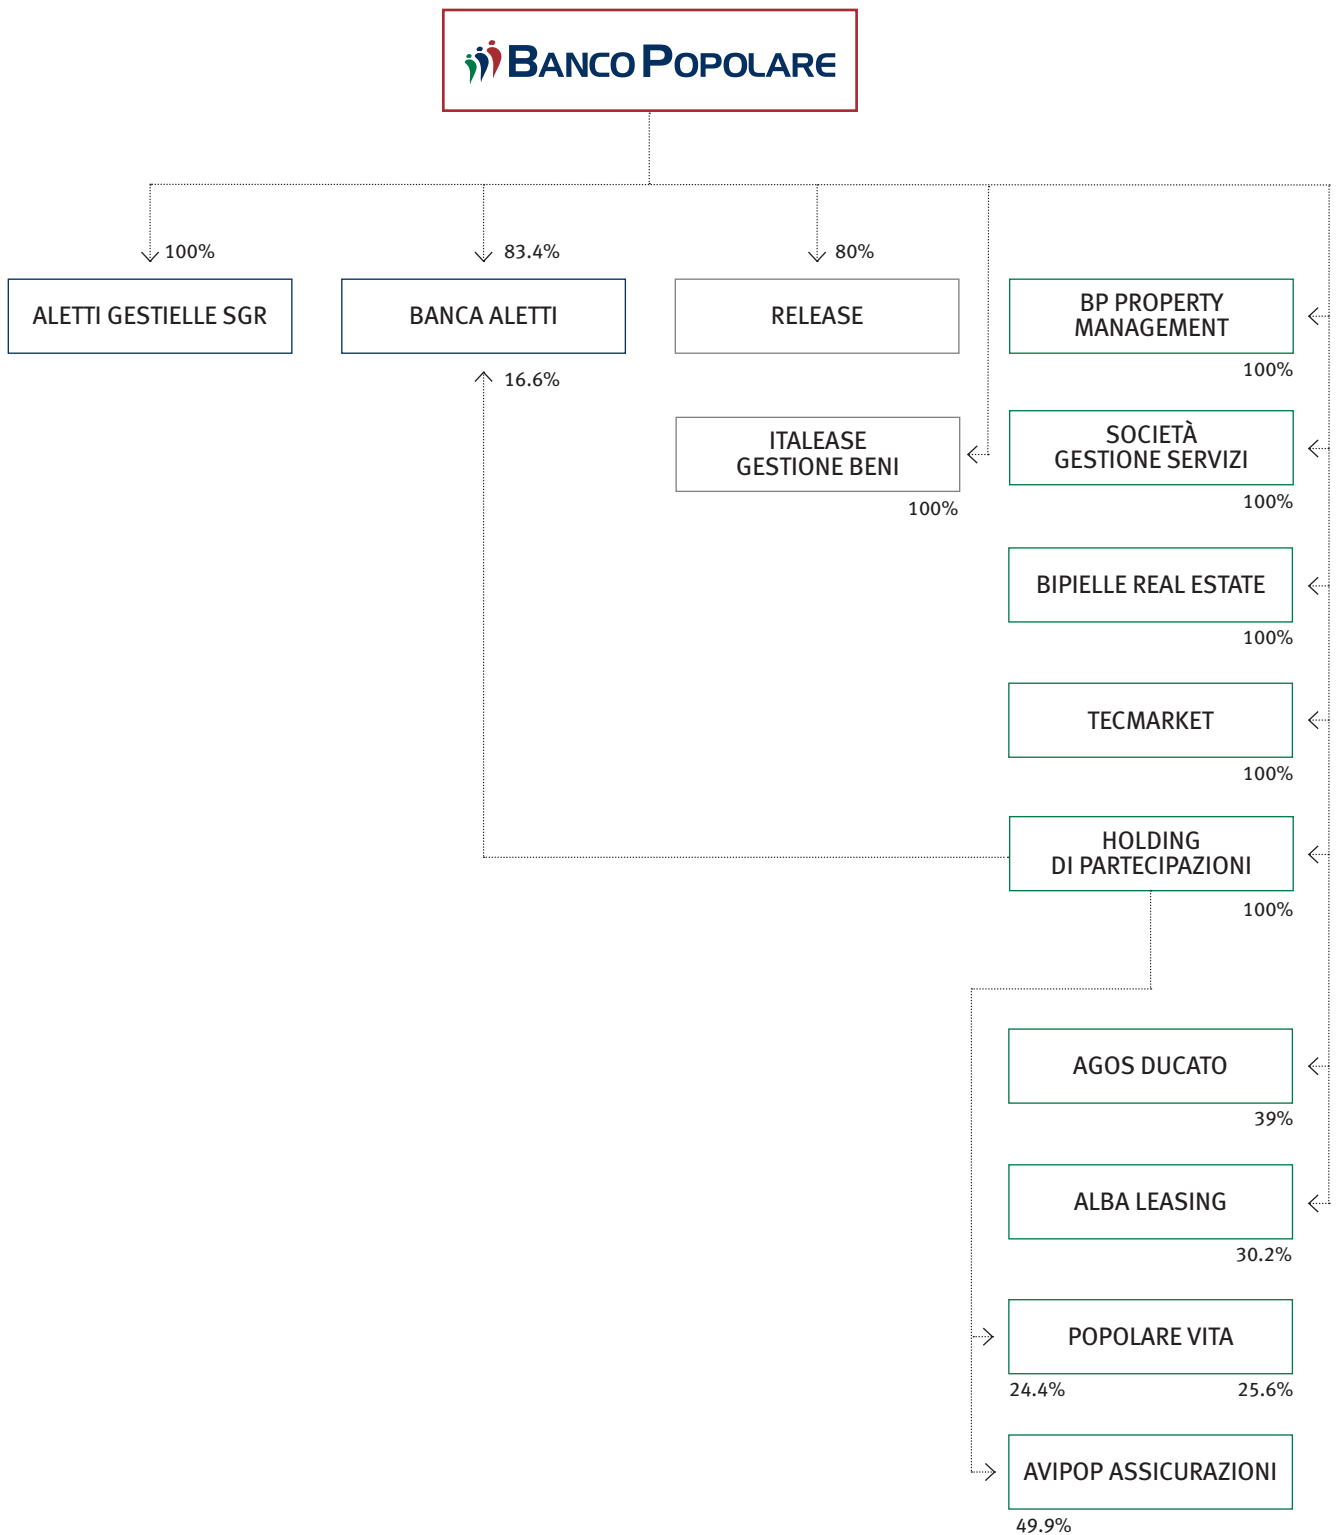 BANCO POPOLARE
100%
83.4%
80%
ALETTI GESTIELLE SGR
BANCA ALETTI
RELEASE
BP PROPERTY
MANAGEMENT
100%
16.6%
ITALEASE
GESTIONE BENI
100%
SOCIETÀ
GESTIONE SERVIZI
100%
BIPIELLE REAL ESTATE
100%
TECMARKET
100%
HOLDING
DI PARTECIPAZIONI
100%
AGOS DUCATO
39%
ALBA LEASING
30.2%
POPOLARE VITA
24.4%
25.6%
AVIPOP ASSICURAZIONI
49.9%